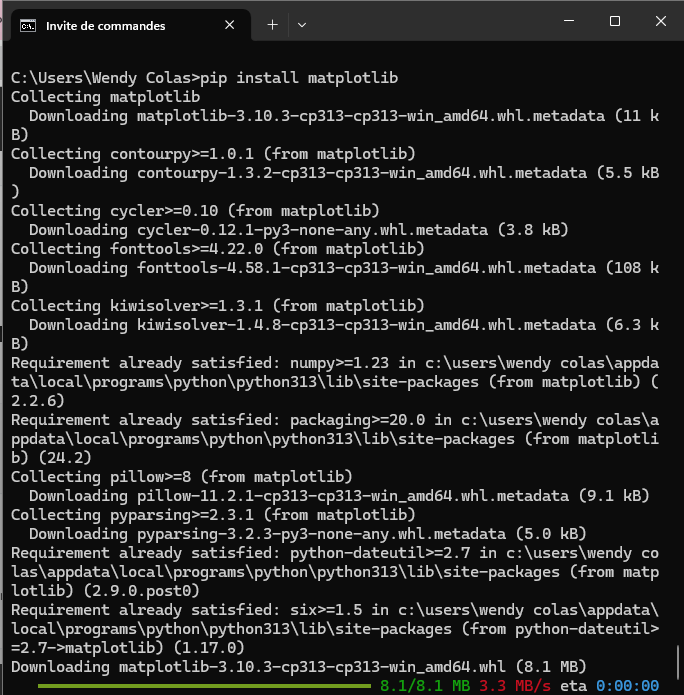 Invite de commandes
C:\Users\Wendy Colas>pip install matplotlib
Collecting matplotlib
  Downloading matplotlib-3.10.3-cp313-cp313-win_amd64.whl.metadata (11 k
B)
Collecting contourpy>=1.0.1 (from matplotlib)
  Downloading contourpy-1.3.2-cp313-cp313-win_amd64.whl.metadata (5.5 kB
)
Collecting cycler>=0.10 (from matplotlib)
  Downloading cycler-0.12.1-py3-none-any.whl.metadata (3.8 kB)
Collecting fonttools>=4.22.0 (from matplotlib)
  Downloading fonttools-4.58.1-cp313-cp313-win_amd64.whl.metadata (108 k
B)
Collecting kiwisolver>=1.3.1 (from matplotlib)
  Downloading kiwisolver-1.4.8-cp313-cp313-win_amd64.whl.metadata (6.3 k
B)
Requirement already satisfied: numpy>=1.23 in c:\users\wendy colas\appda
ta\local\programs\python\python313\lib\site-packages (from matplotlib) (
2.2.6)
Requirement already satisfied: packaging>=20.0 in c:\users\wendy colas\a
ppdata\local\programs\python\python313\lib\site-packages (from matplotli
b) (24.2)
Collecting pillow>=8 (from matplotlib)
  Downloading pillow-11.2.1-cp313-cp313-win_amd64.whl.metadata (9.1 kB)
Collecting pyparsing>=2.3.1 (from matplotlib)
  Downloading pyparsing-3.2.3-py3-none-any.whl.metadata (5.0 kB)
Requirement already satisfied: python-dateutil>=2.7 in c:\users\wendy co
las\appdata\local\programs\python\python313\lib\site-packages (from matp
lotlib) (2.9.0.post0)
Requirement already satisfied: six>=1.5 in c:\users\wendy colas\appdata\
local\programs\python\python313\lib\site-packages (from python-dateutil>
=2.7->matplotlib) (1.17.0)
Downloading matplotlib-3.10.3-cp313-cp313-win_amd64.whl (8.1 MB)
8.1/8.1 MB 3.3 MB/s eta 0:00:00